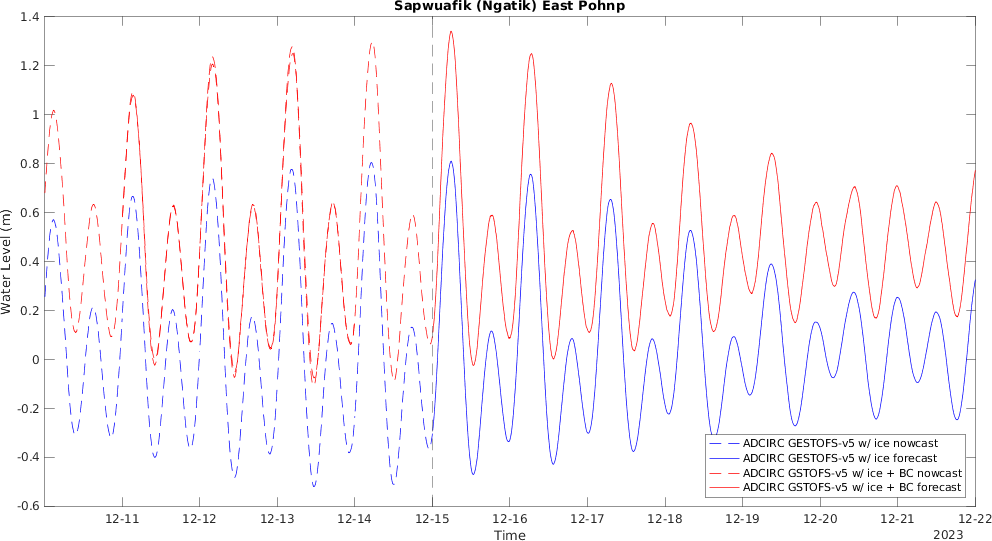 Sapwuafik (Ngatik) East Pohnp
Water Level (m)
1.4
1.2
1
0.8
0.6
0.4
0.2
0
-0.2
-0.4
-0.6
ADCIRC GESTOFS-v5 w/ ice nowcast
ADCIRC GESTOFS-v5 w/ ice forecast
ADCIRC GSTOFS-v5 w/ ice + BC nowcast
ADCIRC GSTOFS-v5 w/ ice + BC forecast
12-11 12-12 12-13 12-14 12-15 12-16 12-17 12-18 12-19 12-20 12-21 12-22
Time
2023